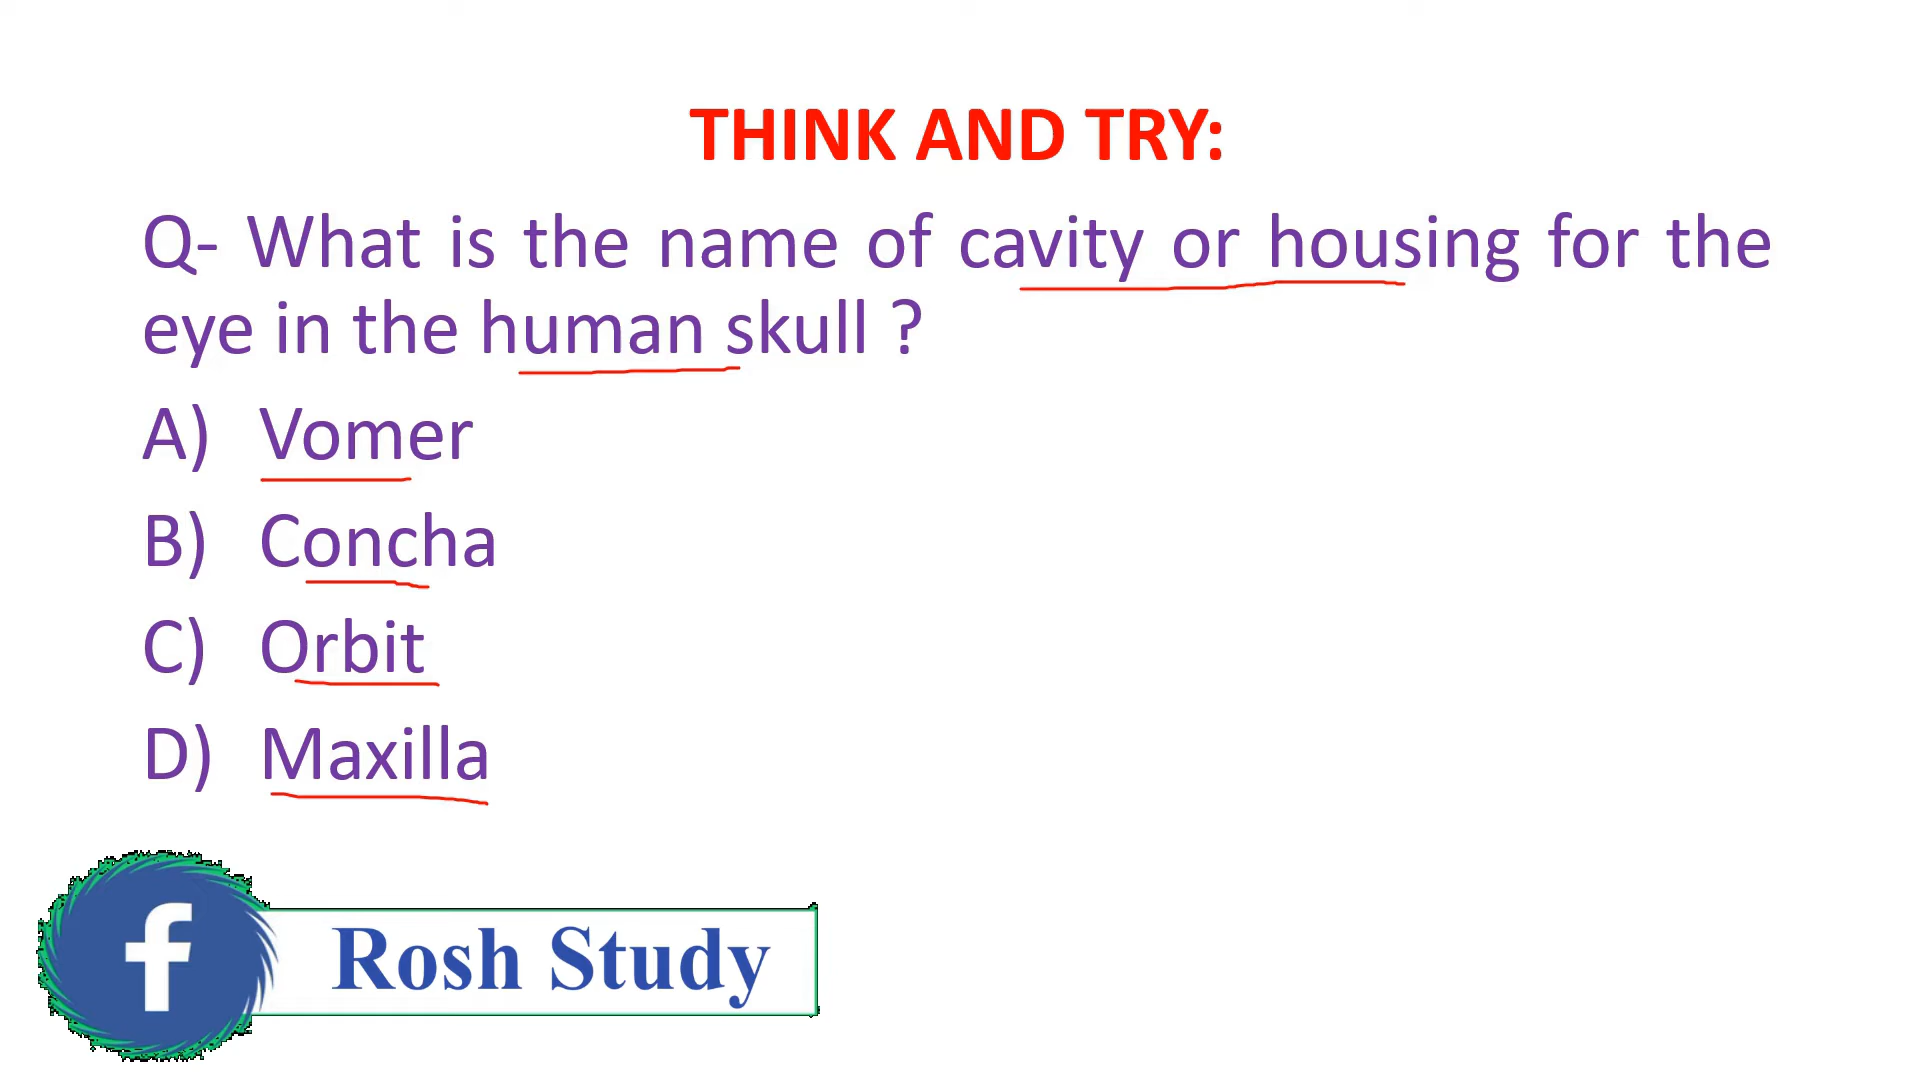 THINK AND TRY:
Q- What is the name of cavity or housing for the
eye in the human skull ?
A) Vomer
B) Concha
C) Orbit
D) Maxilla
f Rosh Study